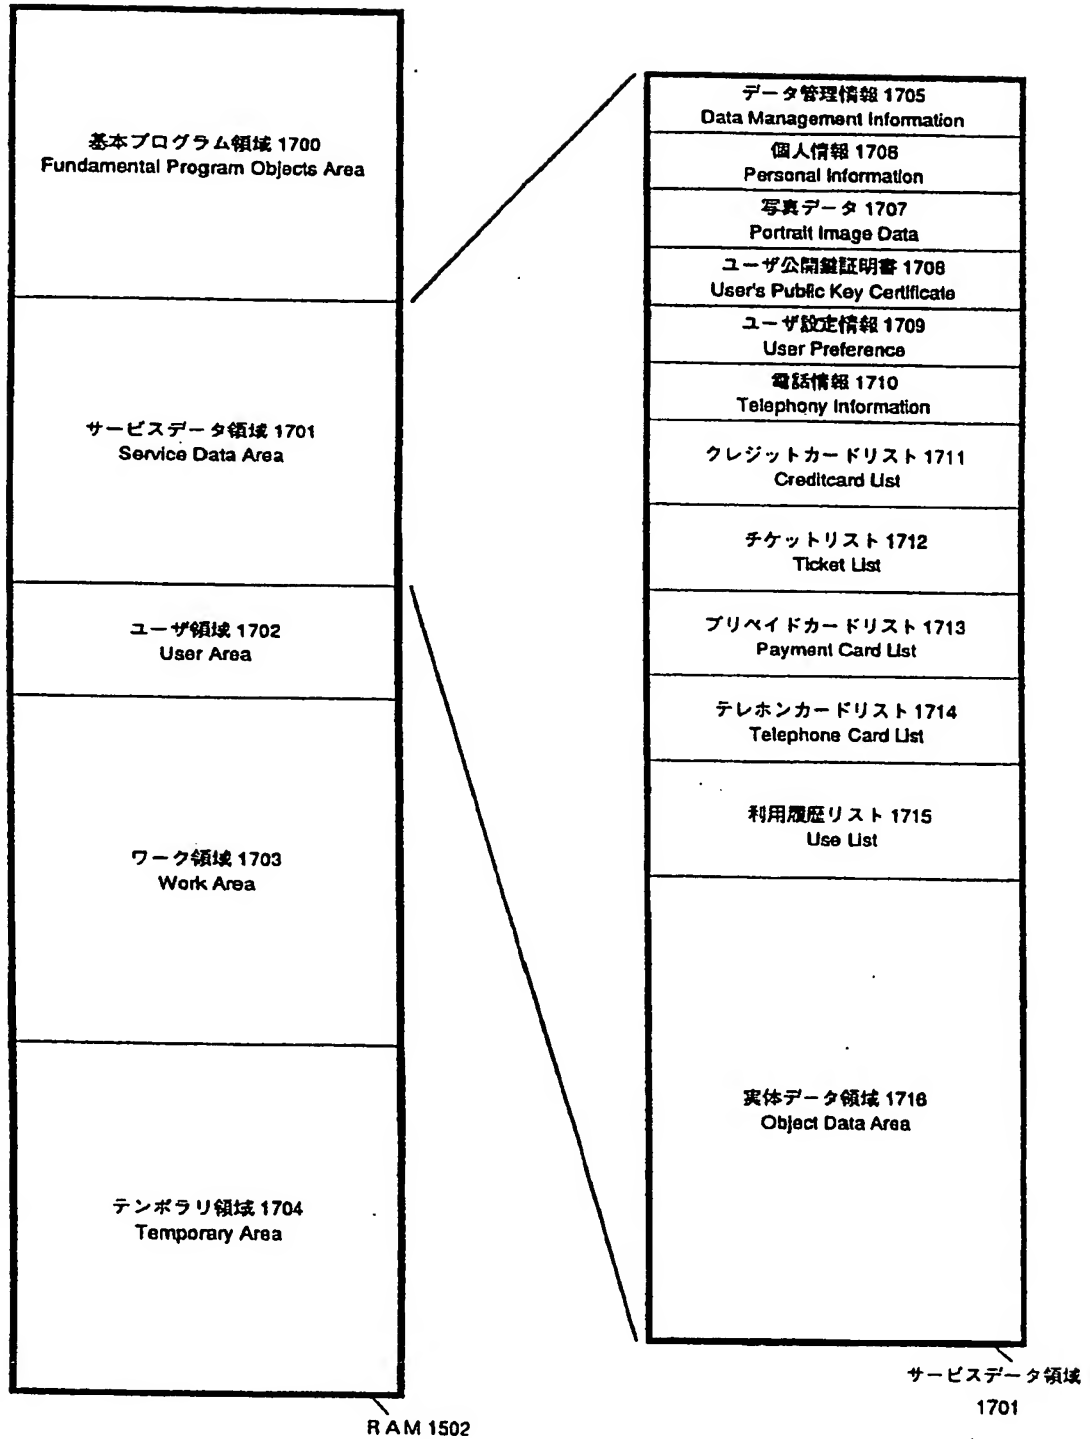 基本プログラム領域 1700
Fundamental Program Objects Area
サービスデータ領域 1701
Service Data Area
ユーザ領域 1702
User Area
ワーク領域 1703
Work Area
テンポラリ領域 1704
Temporary Area
RAM 1502
データ管理情報 1705
Data Management Information
個人情報 1706
Personal Information
写真データ 1707
Portrait Image Data
ユーザ公開鍵証明書 1708
User's Public Key Certificate
ユーザ設定情報 1709
User Preference
電話情報 1710
Telephony Information
クレジットカードリスト 1711
Creditcard List
チケットリスト 1712
Ticket List
プリペイドカードリスト 1713
Payment Card List
テレホンカードリスト 1714
Telephone Card List
利用履歴リスト 1715
Use List
実体データ領域 1716
Object Data Area
サービスデータ領域
1701